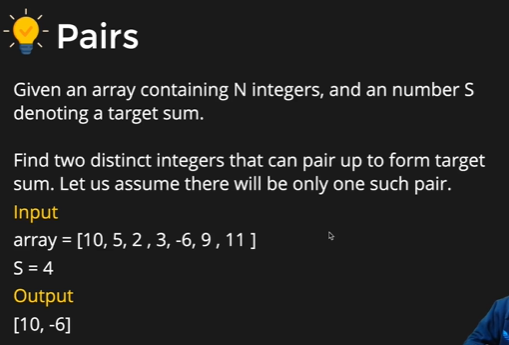 Pairs
Given an array containing N integers, and an number S
denoting a target sum.
Find two distinct integers that can pair up to form target
sum. Let us assume there will be only one such pair.
Input
array = [10, 5, 2 , 3, -6, 9 , 11 ]
S = 4
Output
[10, -6]